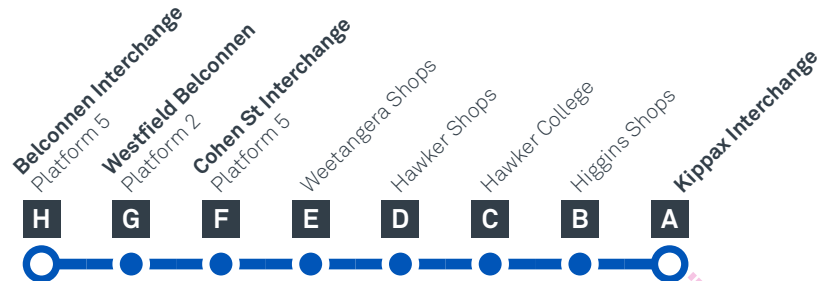 Belconnen Interchange
Platform 5
Westfield Belconnen
Platform 2
Cohen St Interchange
Platform 5
Weetangera Shops
Hawker Shops
Hawker College
Higgins Shops
Kippax Interchange
H
G
F
E
D
C
B
A